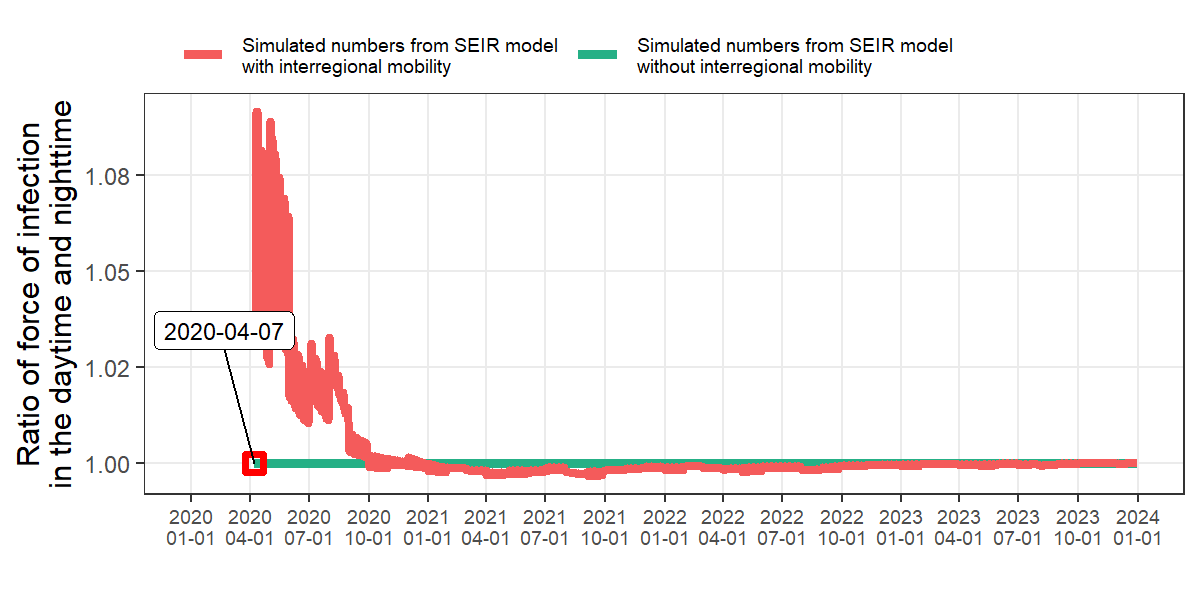 Simulated numbers from SEIR model
with interregional mobility
Simulated numbers from SEIR model
without interregional mobility
Ratio of force of infection
in the daytime and nighttime
1.08
1.05
1.02
1.00
2020-04-07
2020 2020 2020 2020 2021 2021 2021 2021 2022 2022 2022 2022 2023 2023 2023 2023 2024
01-01 04-01 07-01 10-01 01-01 04-01 07-01 10-01 01-01 04-01 07-01 10-01 01-01 04-01 07-01 10-01 01-01